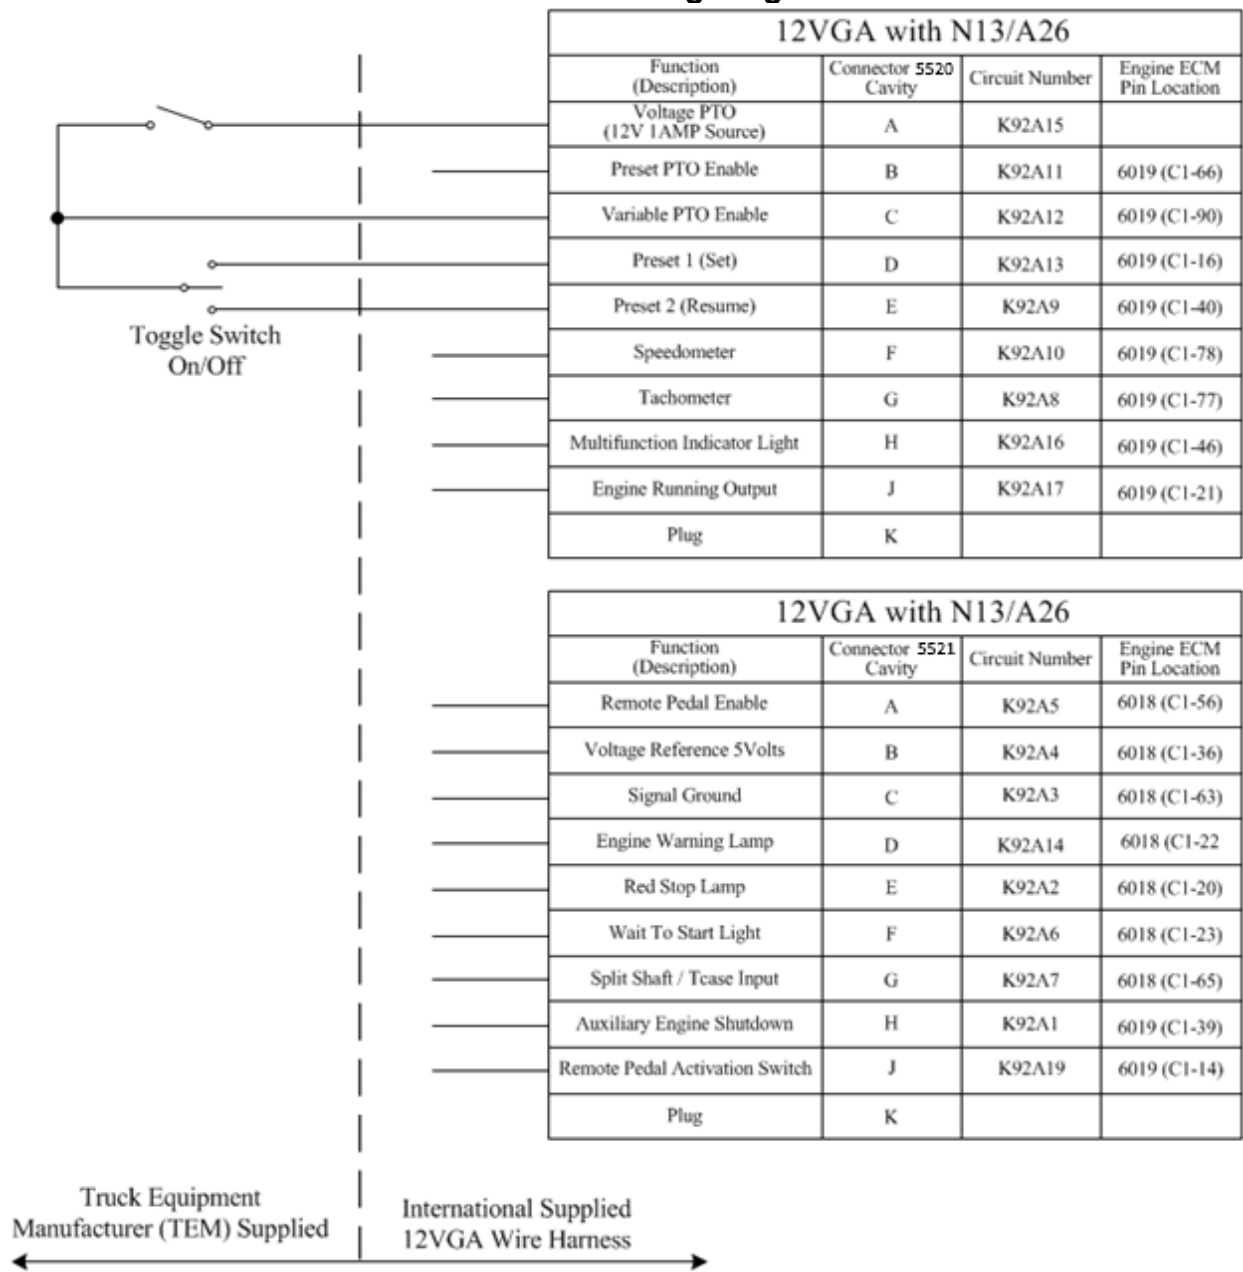 12VGA with N13/A26
Function Connector 5520 Circuit Number Engine ECM
(Description) Cavity Pin Location
Voltage PTO
(12V 1AMP Source) A K92A15
Preset PTO Enable B K92A11 6019 (C1-66)
Variable PTO Enable C K92A12 6019 (C1-90)
Preset 1 (Set) D K92A13 6019 (C1-16)
Preset 2 (Resume) E K92A9 6019 (C1-40)
Toggle Switch
On/Off
Speedometer F K92A10 6019 (C1-78)
Tachometer G K92A8 6019 (C1-77)
Multifunction Indicator Light H K92A16 6019 (C1-46)
Engine Running Output J K92A17 6019 (C1-21)
Plug K
12VGA with N13/A26
Function Connector 5521 Circuit Number Engine ECM
(Description) Cavity Pin Location
Remote Pedal Enable A K92A5 6018 (C1-56)
Voltage Reference 5Volts B K92A4 6018 (C1-36)
Signal Ground C K92A3 6018 (C1-63)
Engine Warning Lamp D K92A14 6018 (C1-22
Red Stop Lamp E K92A2 6018 (C1-20)
Wait To Start Light F K92A6 6018 (C1-23)
Split Shaft / Tcase Input G K92A7 6018 (C1-65)
Auxiliary Engine Shutdown H K92A1 6019 (C1-39)
Remote Pedal Activation Switch J K92A19 6019 (C1-14)
Plug K
Truck Equipment
Manufacturer (TEM) Supplied
International Supplied
12VGA Wire Harness